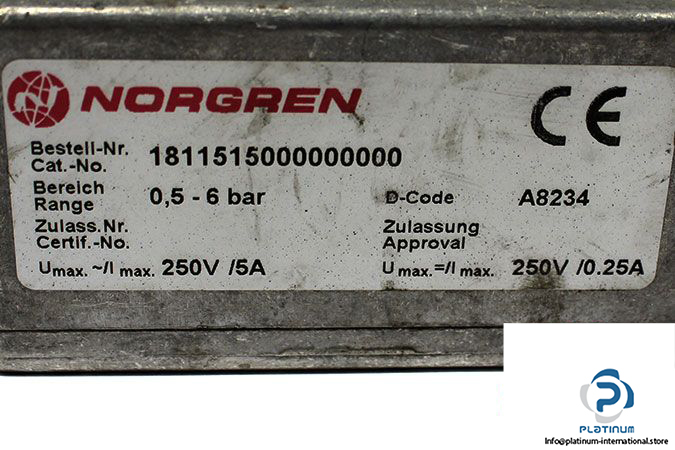 NORGREN
CE
Bestell-Nr.
Cat.-No. 1811515000000000
Bereich
Range 0,5 - 6 bar D-Code A8234
Zulass.Nr. Zulassung
Certif.-No. Approval
Umax. ~/I max. 250V /5A Umax.=/I max. 250V /0.25A
PLATINUM
Info@platinum-international.store